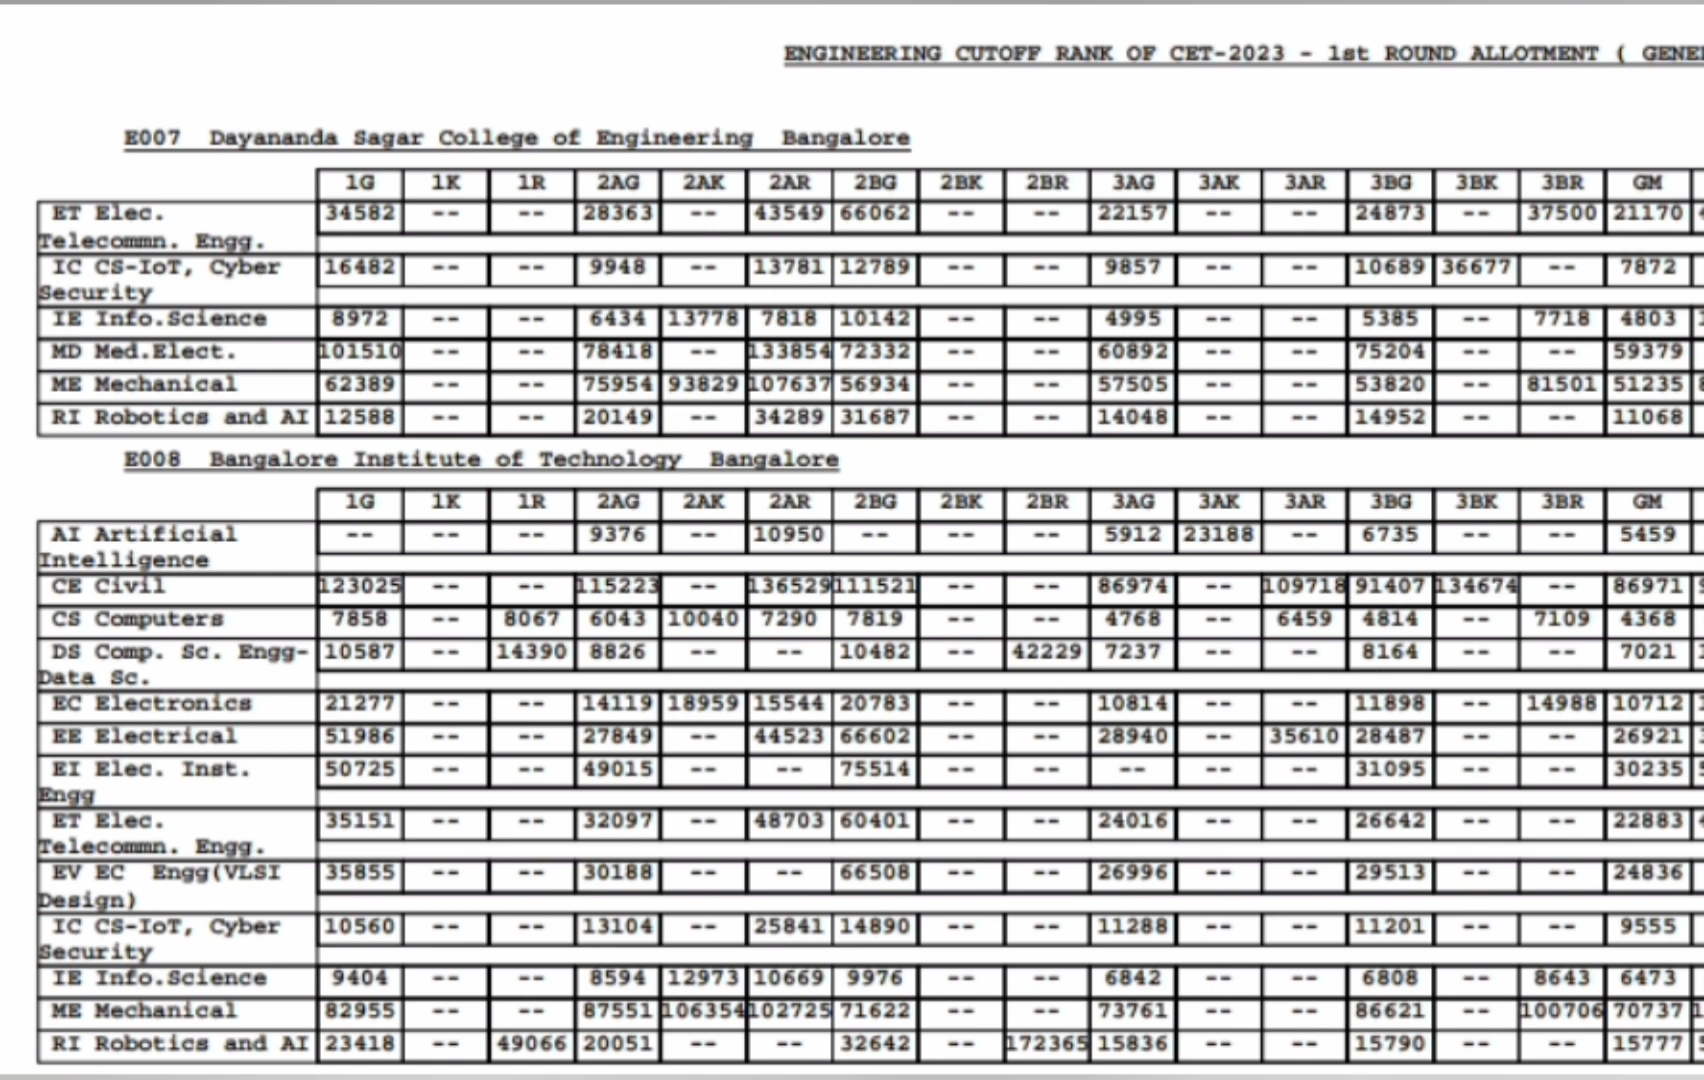 ENGINEERING CUTOFF RANK OF CET-2023 - 1st ROUND ALLOTMENT ( GENE
E007 Dayananda Sagar College of Engineering Bangalore
1G 1K 1R 2AG 2AK 2AR 2BG 2BK 2BR 3AG 3AK 3AR 3BG 3BK 3BR GM
ET Elec. 34582 -- -- 28363 -- 43549 66062 -- -- 22157 -- -- 24873 -- 37500 21170
Telecommn. Engg.
IC CS-IoT, Cyber 16482 -- -- 9948 -- 13781 12789 -- -- 9857 -- -- 10689 36677 -- 7872
Security
IE Info.Science 8972 -- -- 6434 13778 7818 10142 -- -- 4995 -- -- 5385 -- 7718 4803
MD Med.Elect. 101510 -- -- 78418 -- 133854 72332 -- -- 60892 -- -- 75204 -- -- 59379
ME Mechanical 62389 -- -- 75954 93829 107637 56934 -- -- 57505 -- -- 53820 -- 81501 51235
RI Robotics and AI 12588 -- -- 20149 -- 34289 31687 -- -- 14048 -- -- 14952 -- -- 11068
E008 Bangalore Institute of Technology Bangalore
1G 1K 1R 2AG 2AK 2AR 2BG 2BK 2BR 3AG 3AK 3AR 3BG 3BK 3BR GM
AI Artificial -- -- -- 9376 -- 10950 -- -- -- 5912 23188 -- 6735 -- -- 5459
Intelligence
CE Civil 123025 -- -- 115223 -- 136529 111521 -- -- 86974 -- 109718 91407 134674 -- 86971
CS Computers 7858 -- 8067 6043 10040 7290 7819 -- -- 4768 -- 6459 4814 -- 7109 4368
DS Comp. Sc. Engg- 10587 -- 14390 8826 -- -- 10482 -- 42229 7237 -- -- 8164 -- -- 7021
Data Sc.
EC Electronics 21277 -- -- 14119 18959 15544 20783 -- -- 10814 -- -- 11898 -- 14988 10712
EE Electrical 51986 -- -- 27849 -- 44523 66602 -- -- 28940 -- 35610 28487 -- -- 26921
EI Elec. Inst. 50725 -- -- 49015 -- -- 75514 -- -- -- -- -- 31095 -- -- 30235
Engg
ET Elec. 35151 -- -- 32097 -- 48703 60401 -- -- 24016 -- -- 26642 -- -- 22883
Telecommn. Engg.
EV EC Engg(VLSI 35855 -- -- 30188 -- -- 66508 -- -- 26996 -- -- 29513 -- -- 24836
Design)
IC CS-IoT, Cyber 10560 -- -- 13104 -- 25841 14890 -- -- 11288 -- -- 11201 -- -- 9555
Security
IE Info.Science 9404 -- -- 8594 12973 10669 9976 -- -- 6842 -- -- 6808 -- 8643 6473
ME Mechanical 82955 -- -- 87551 106354 102725 71622 -- -- 73761 -- -- 86621 -- 100706 70737
RI Robotics and AI 23418 -- 49066 20051 -- -- 32642 -- 172365 15836 -- -- 15790 -- -- 15777